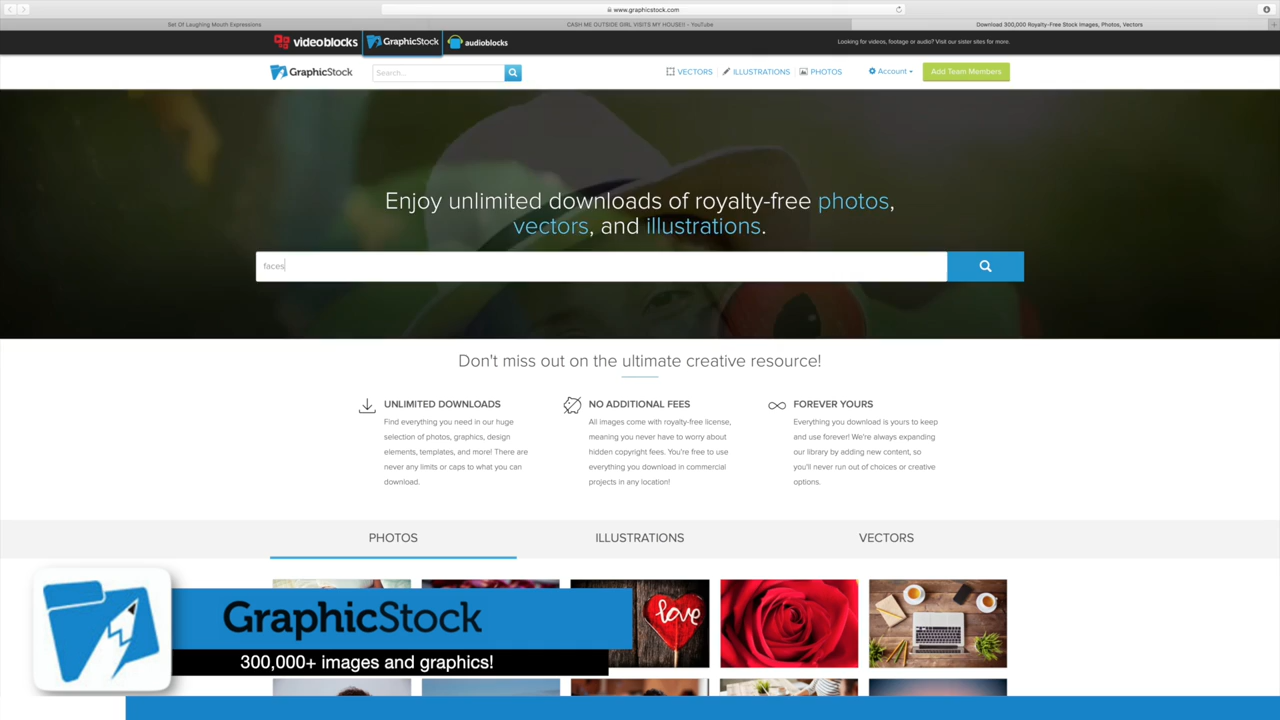 www.graphicstock.com
Set Of Laughing Mouth Expressions
CASH ME OUTSIDE GIRL VISITS MY HOUSE!! - YouTube
Download 300,000 Royalty-Free Stock Images, Photos, Vectors
videoblocks
GraphicStock
audioblocks
Looking for videos, footage or audio? Visit our sister sites for more.
GraphicStock
Search...
VECTORS
ILLUSTRATIONS
PHOTOS
Account
Add Team Members
Enjoy unlimited downloads of royalty-free photos,
vectors, and illustrations.
faces
Don't miss out on the ultimate creative resource!
UNLIMITED DOWNLOADS
Find everything you need in our huge
selection of photos, graphics, design
elements, templates, and more! There
are never any limits or caps to what you can
download.
NO ADDITIONAL FEES
All images come with royalty-free license,
meaning you never have to worry about
hidden copyright fees. You're free to use
everything you download in commercial
projects in any location!
FOREVER YOURS
Everything you download is yours to keep
and use forever! We're always expanding
our library by adding new content, so
you'll never run out of choices or creative
options.
PHOTOS
ILLUSTRATIONS
VECTORS
love
GraphicStock
300,000+ images and graphics!